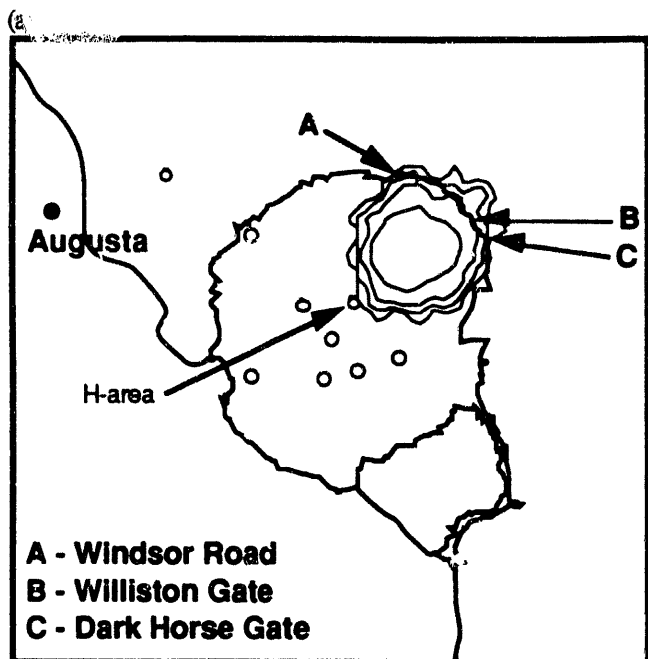 (a
A
B
Augusta
C
H-area
A - Windsor Road
B - Williston Gate
C - Dark Horse Gate